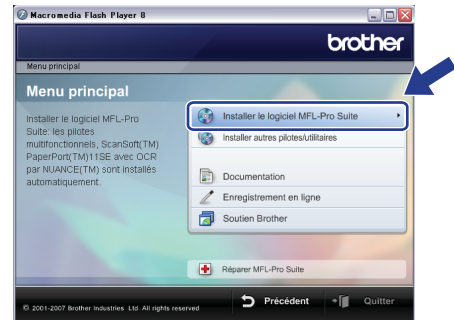 Macromedia Flash Player 8
brother
Menu principal
Menu principal
Installer le logiciel MFL-Pro
Suite: les pilotes
multifonctionnels, ScanSoft(TM)
PaperPort(TM)11SE avec OCR
par NUANCE(TM) sont installés
automatiquement.
Installer le logiciel MFL-Pro Suite
Installer autres pilotes/utilitaires
Documentation
Enregistrement en ligne
Soutien Brother
Réparer MFL-Pro Suite
© 2001-2007 Brother Industries Ltd. All rights reserved
Précédent
Quitter